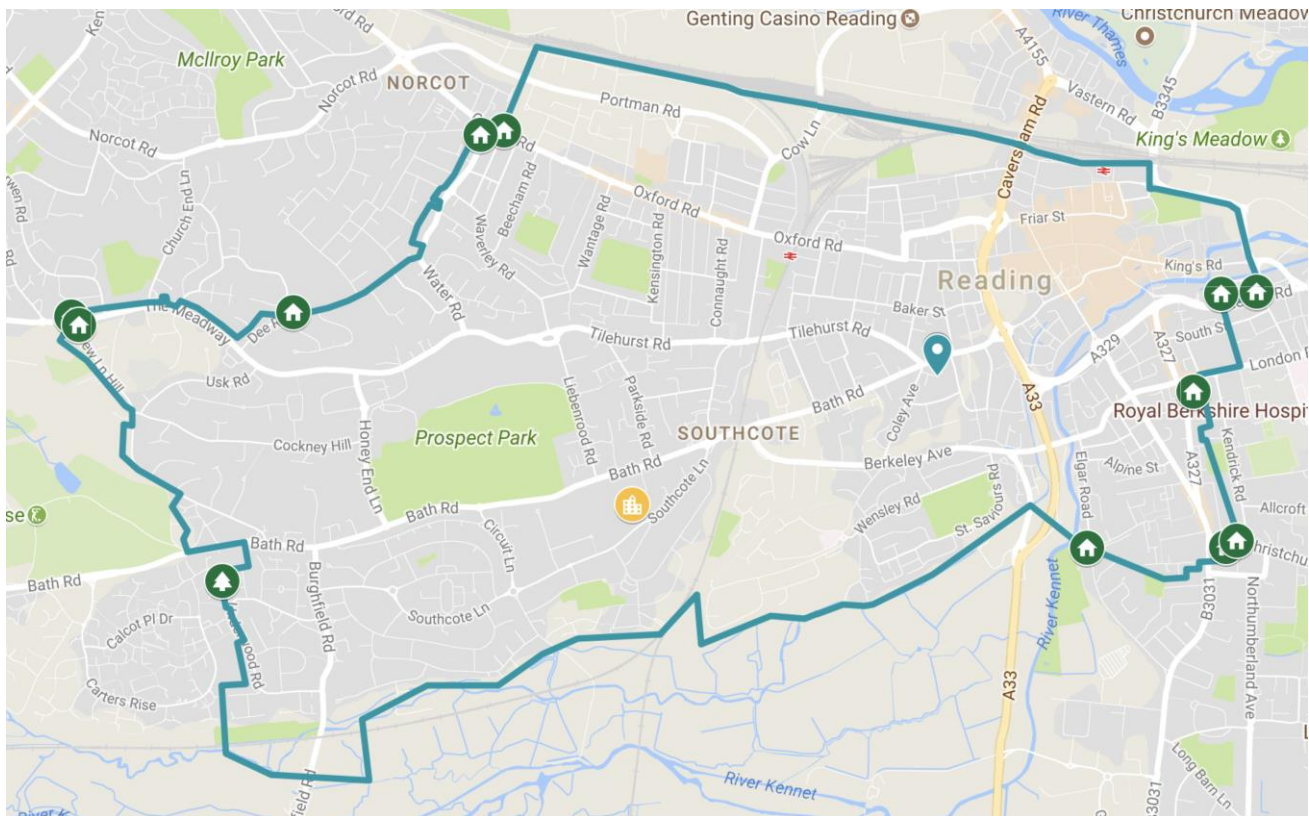 Genting Casino Reading
Christchurch Meadow
River Thames
A4155
McIlroy Park
NORCOT
Norcot Rd
Portman Rd
Vastern Rd
B3345
King's Meadow
Norcot Rd
Cow Ln
Caversham Rd
Church End Ln
Beecham Rd
Oxford Rd
Wantage Rd
Waverley Rd
Kensington Rd
Connaught Rd
Oxford Rd
Friar St
King's Rd
Reading
Water Rd
The Meadway
Baker St
South St
Tilehurst Rd
Tilehurst Rd
A329
A327
London
Usk Rd
Liebenrood Rd
Parkside Rd
Bath Rd
Coley Ave
A33
Royal Berkshire Hospi
Cockney Hill
Honey End Ln
Prospect Park
SOUTHCOTE
Berkeley Ave
Kendrick Rd
Alpine St
A327
Bath Rd
Southcote Ln
Elgar Road
St. Saviours Rd
Wensley Rd
Allcroft
Bath Rd
Circuit Ln
Bath Rd
Bath Rd
Burghfield Rd
Christchur
Calcot Pl Dr
Southcote Ln
River Kennet
B3031
Northumberland Ave
Carters Rise
A33
Long Barn Ln
River Kennet
B3031